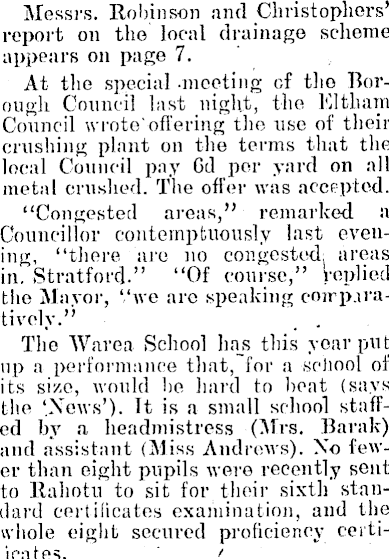 Messrs. Robinson and Christophers'
report on the local drainage scheme
appears on page 7.
At the special meeting of the Bor-
ough Council last night, the Eltham
Council wrote offering the use of their
crushing plant on the terms that the
local Council pay 6d per yard on all
metal crushed. The offer was accepted.
"Congested areas," remarked a
Councillor contemptuously last even-
ing, "there are no congested areas
in Stratford." "Of course," replied
the Mayor, "we are speaking compara-
tively."
The Warea School has this year put
up a performance that, for a school of
its size, would be hard to beat (says
the 'News'). It is a small school staff-
ed by a headmistress (Mrs. Barak)
and assistant (Miss Andrews). No few-
er than eight pupils were recently sent
to Rahotu to sit for their sixth stan-
dard certificates examination, and the
whole eight secured proficiency certi-
icates.